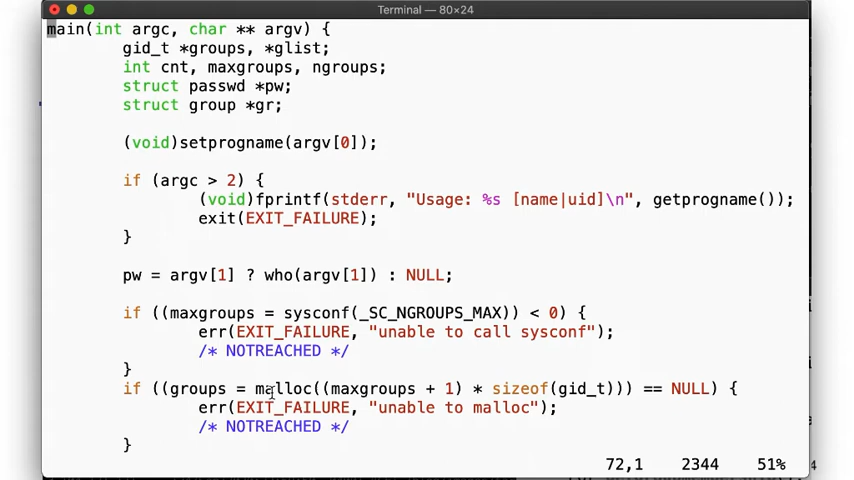 Terminal — 80×24
main(int argc, char ** argv) {
gid_t *groups, *glist;
int cnt, maxgroups, ngroups;
struct passwd *pw;
struct group *gr;
(void)setprogname(argv[0]);
if (argc > 2) {
(void)fprintf(stderr, "Usage: %s [name|uid]\n", getprogname());
exit(EXIT_FAILURE);
}
pw = argv[1] ? who(argv[1]) : NULL;
if ((maxgroups = sysconf(_SC_NGROUPS_MAX)) < 0) {
err(EXIT_FAILURE, "unable to call sysconf");
/* NOTREACHED */
}
if ((groups = malloc((maxgroups + 1) * sizeof(gid_t))) == NULL) {
err(EXIT_FAILURE, "unable to malloc");
/* NOTREACHED */
}
72,1 2344 51%